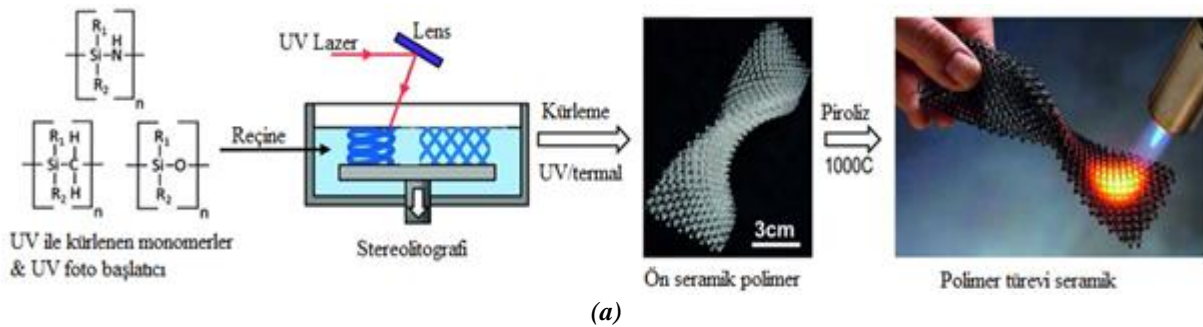 R₁ H
Si N
R₂
n
R₁ H
Si C
R₂ H
n
R₁
Si O
R₂
n
UV ile kürlenen monomerler
& UV foto başlatıcı
Reçine
UV Lazer
Lens
Stereolitografi
Kürleme
UV/termal
3cm
Ön seramik polimer
Piroliz
1000C
Polimer türevi seramik
(a)